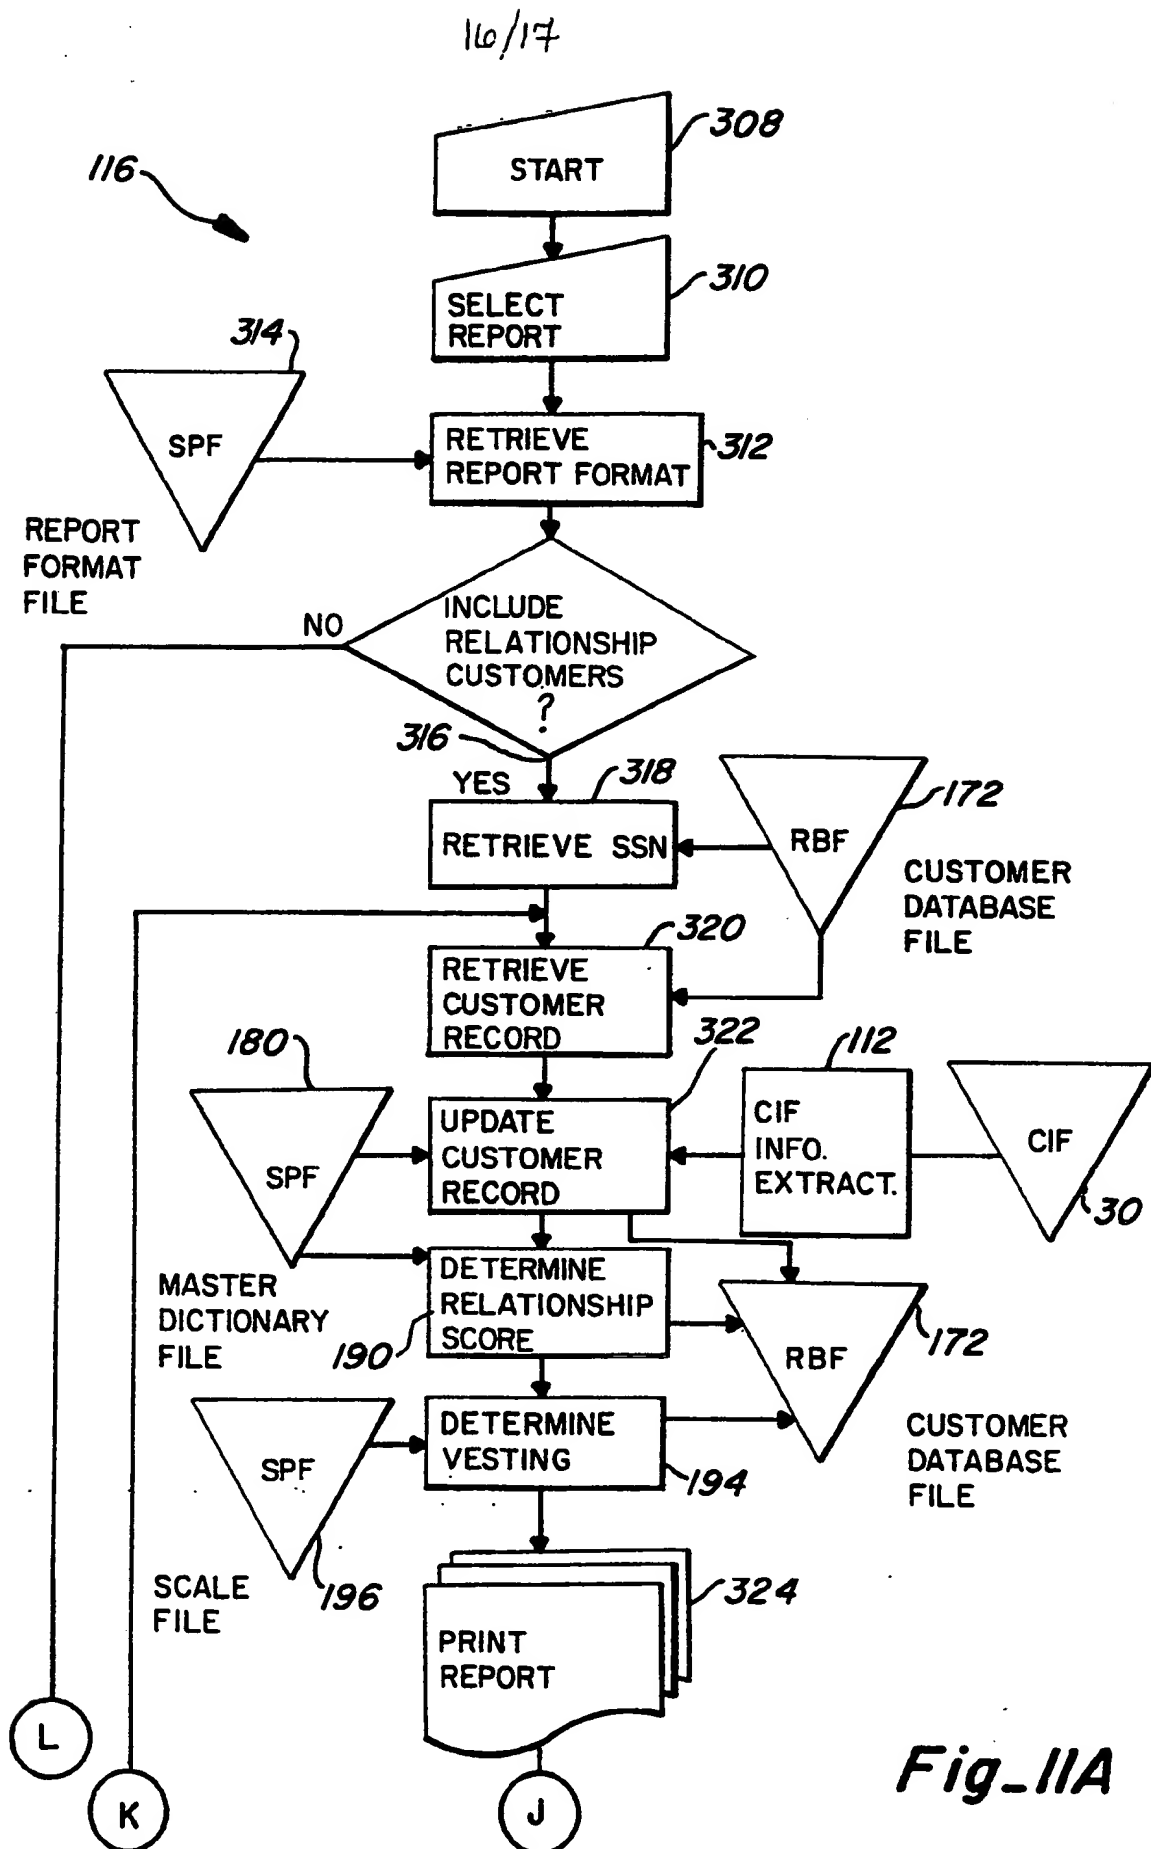 16/17
308
START
116
310
SELECT
REPORT
314
SPF
RETRIEVE
REPORT FORMAT
312
REPORT
FORMAT
FILE
NO
INCLUDE
RELATIONSHIP
CUSTOMERS
?
316
YES
318
172
RETRIEVE SSN
RBF
CUSTOMER
DATABASE
FILE
320
RETRIEVE
CUSTOMER
RECORD
180
322
112
SPF
UPDATE
CUSTOMER
RECORD
CIF
INFO.
EXTRACT.
CIF
30
MASTER
DICTIONARY
FILE
190
DETERMINE
RELATIONSHIP
SCORE
RBF
172
SPF
DETERMINE
VESTING
194
CUSTOMER
DATABASE
FILE
SCALE
FILE
196
324
PRINT
REPORT
L
K
J
Fig_11A